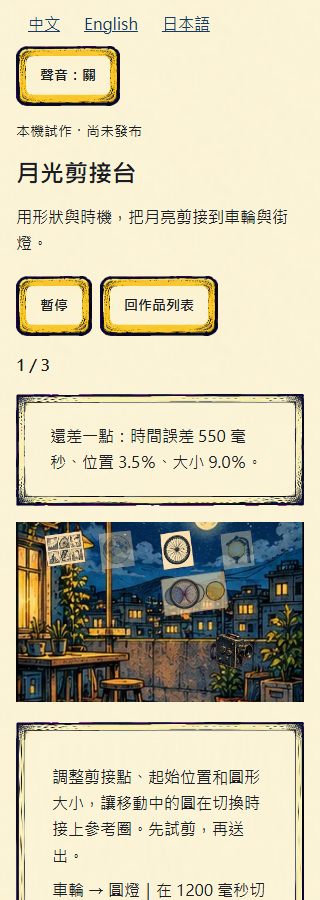 中文 English 日本語
聲音：關
本機試作・尚未發布
月光剪接台
用形狀與時機，把月亮剪接到車輪與街
燈。
暫停 回作品列表
1 / 3
還差一點：時間誤差 550 毫
秒、位置 3.5%、大小 9.0%。
調整剪接點、起始位置和圓形
大小，讓移動中的圓在切換時
接上參考圈。先試剪，再送
出。
車輪 → 圓燈｜在 1200 毫秒切